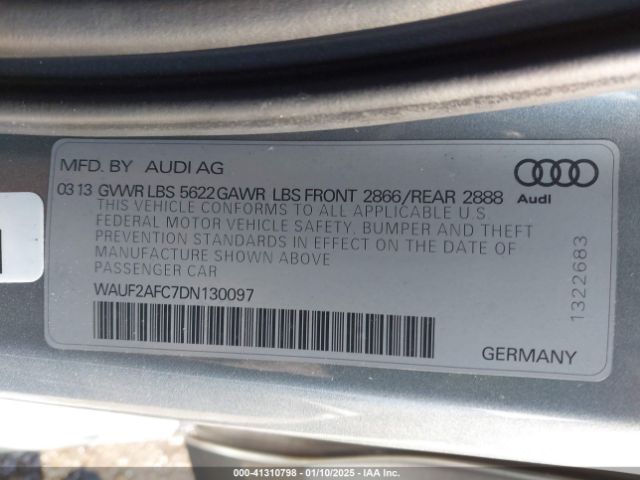 MFD. BY AUDI AG
03 13 GVWR LBS 5622 GAWR LBS FRONT 2866/REAR 2888
Audi
THIS VEHICLE CONFORMS TO ALL APPLICABLE U.S.
FEDERAL MOTOR VEHICLE SAFETY, BUMPER AND THEFT
PREVENTION STANDARDS IN EFFECT ON THE DATE OF
MANUFACTURE SHOWN ABOVE
PASSENGER CAR
WAUF2AFC7DN130097
1322683
GERMANY
000-41310798 - 01/10/2025 - IAA Inc.